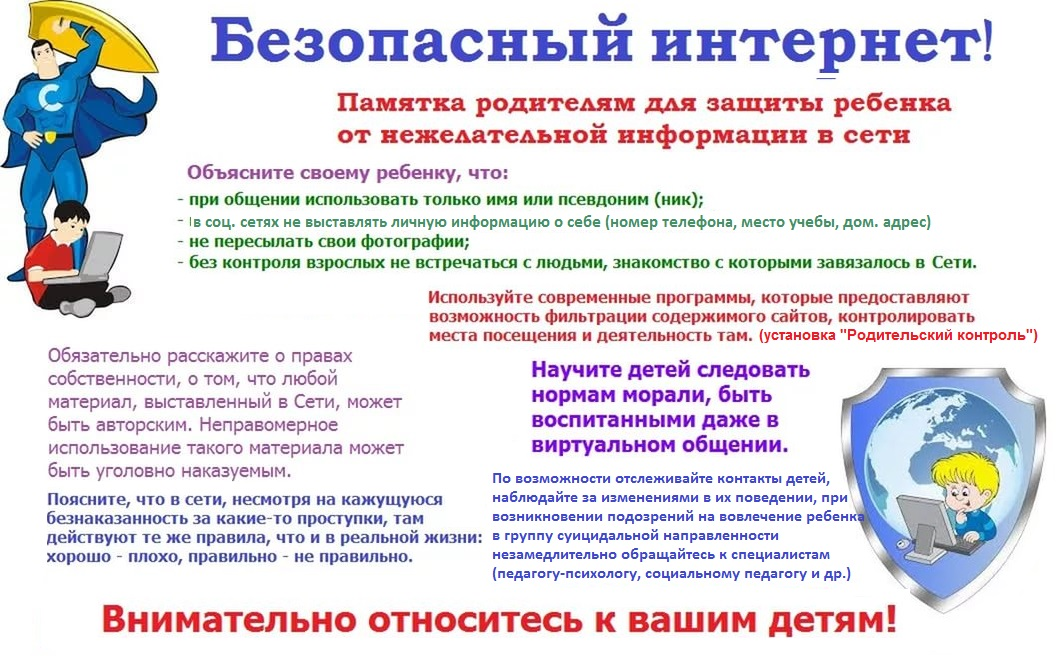 Безопасный интернет!
Памятка родителям для защиты ребенка
от нежелательной информации в сети
C
Объясните своему ребенку, что:
- при общении использовать только имя или псевдоним (ник);
- в соц. сетях не выставлять личную информацию о себе (номер телефона, место учебы, дом. адрес)
- не пересылать свои фотографии;
- без контроля взрослых не встречаться с людьми, знакомство с которыми завязалось в Сети.
Используйте современные программы, которые предоставляют
возможность фильтрации содержимого сайтов, контролировать
места посещения и деятельность там. (установка "Родительский контроль")
Обязательно расскажите о правах
собственности, о том, что любой
материал, выставленный в Сети, может
быть авторским. Неправомерное
использование такого материала может
быть уголовно наказуемым.
Научите детей следовать
нормам морали, быть
воспитанными даже в
виртуальном общении.
Поясните, что в сети, несмотря на кажущуюся
безнаказанность за какие-то проступки, там
действуют те же правила, что и в реальной жизни:
хорошо - плохо, правильно - не правильно.
По возможности отслеживайте контакты детей,
наблюдайте за изменениями в их поведении, при
возникновении подозрений на вовлечение ребенка
в группу суицидальной направленности
незамедлительно обращайтесь к специалистам
(педагогу-психологу, социальному педагогу и др.)
Внимательно относитесь к вашим детям!